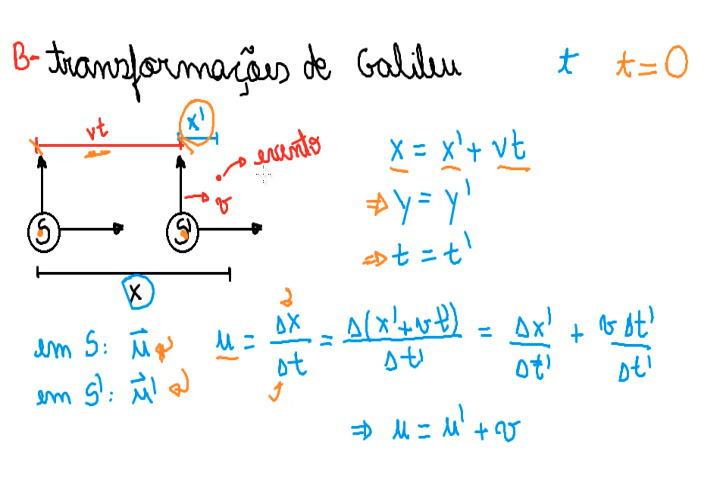 B- transformações de Galileu t t = 0
vt x'
evento
v
S S'
x
x = x' + vt
⇒ y = y'
⇒ t = t'
em S: u⃗
em S': u⃗'
u = Δx/Δt = Δ(x'+vt')/Δt' = Δx'/Δt' + vΔt'/Δt'
⇒ u = u' + v